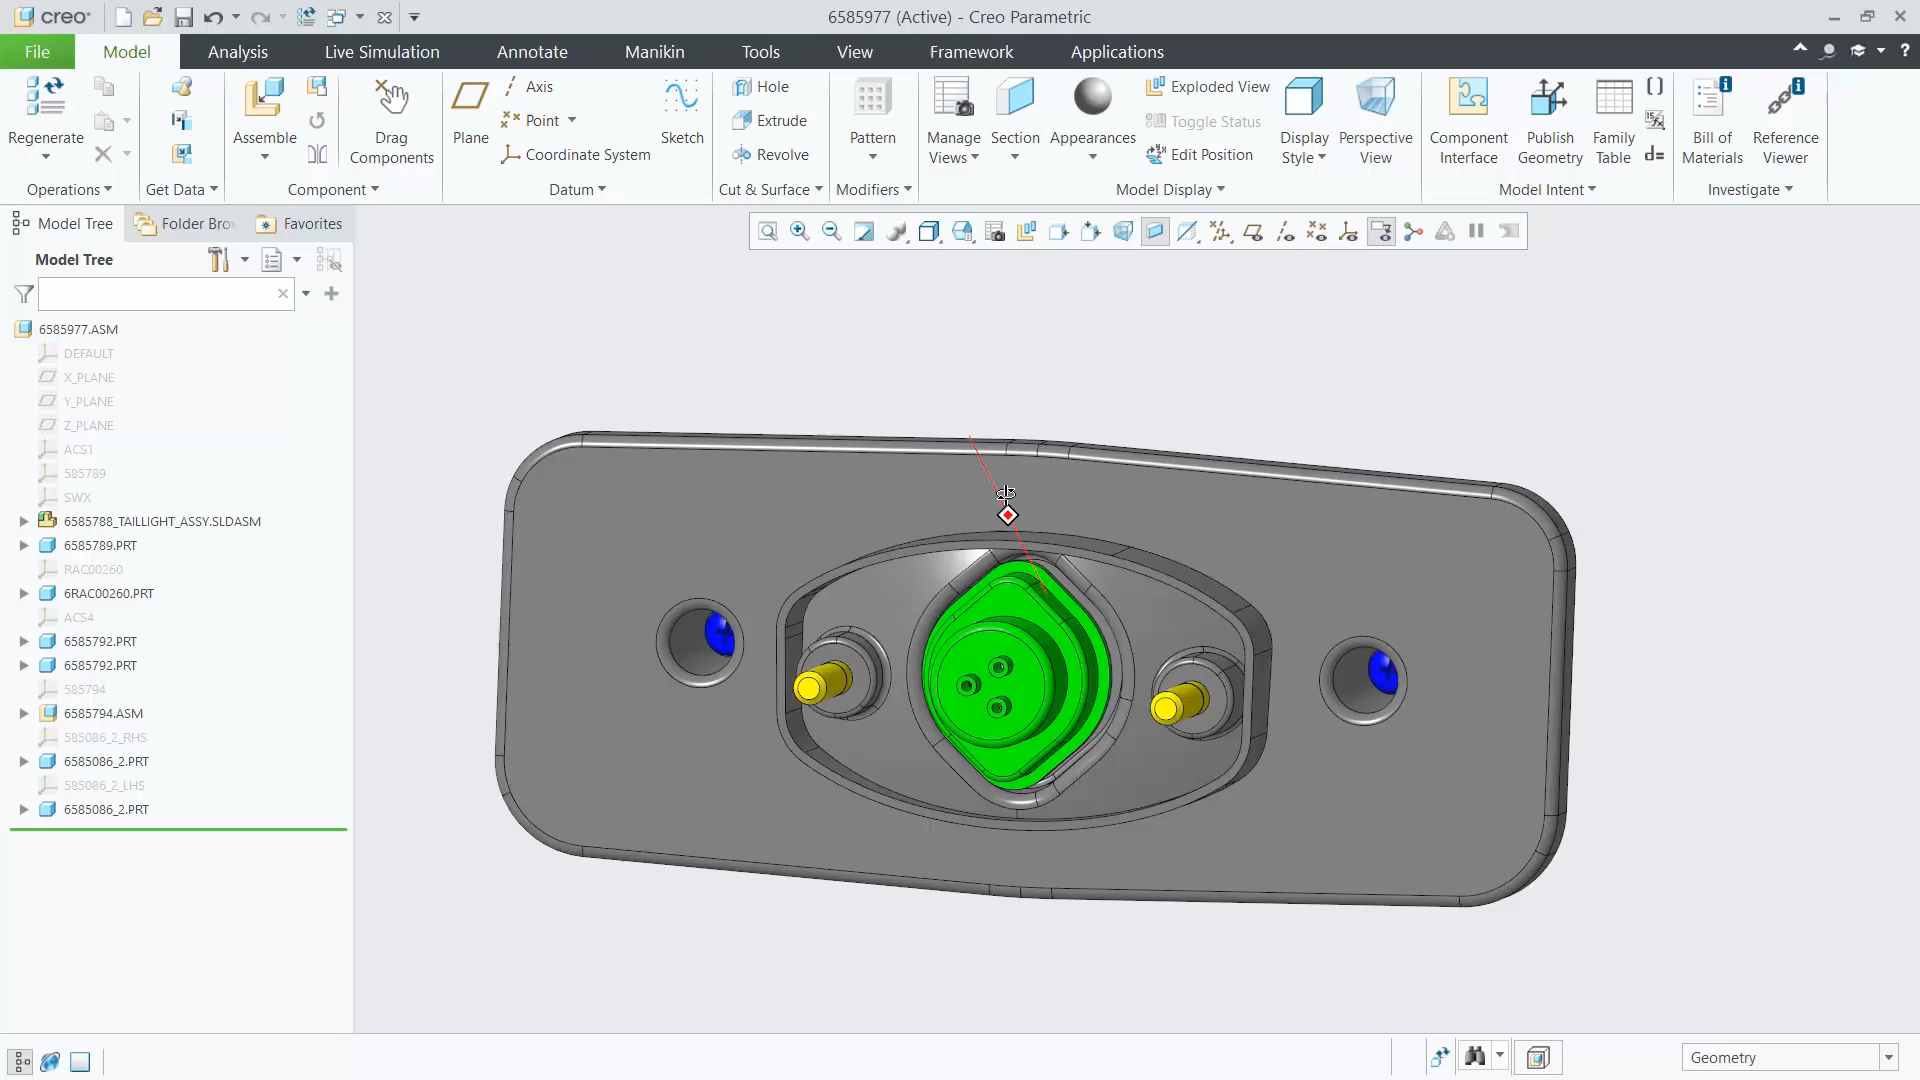 creo
6585977 (Active) - Creo Parametric
File Model Analysis Live Simulation Annotate Manikin Tools View Framework Applications
Regenerate
Operations
Get Data
Assemble
Drag Components
Component
Plane
Axis
Point
Coordinate System
Sketch
Datum
Hole
Extrude
Revolve
Cut & Surface
Pattern
Modifiers
Manage Views
Section
Appearances
Exploded View
Toggle Status
Edit Position
Display Style
Perspective View
Model Display
Component Interface
Publish Geometry
Family Table
d=
Model Intent
Bill of Materials
Reference Viewer
Investigate
Model Tree Folder Bro Favorites
Model Tree
6585977.ASM
DEFAULT
X_PLANE
Y_PLANE
Z_PLANE
ACS1
585789
SWX
6585788_TAILLIGHT_ASSY.SLDASM
6585789.PRT
RAC00260
6RAC00260.PRT
ACS4
6585792.PRT
6585792.PRT
585794
6585794.ASM
585086_2_RHS
6585086_2.PRT
585086_2_LHS
6585086_2.PRT
Geometry